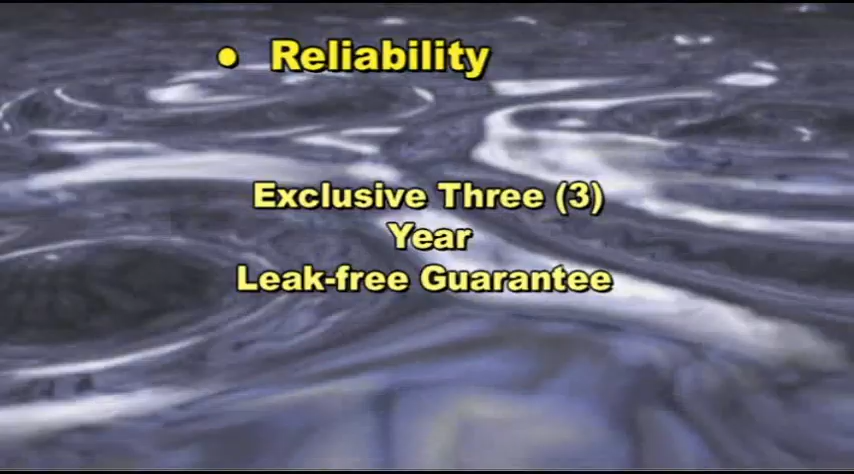 • Reliability
Exclusive Three (3)
Year
Leak-free Guarantee